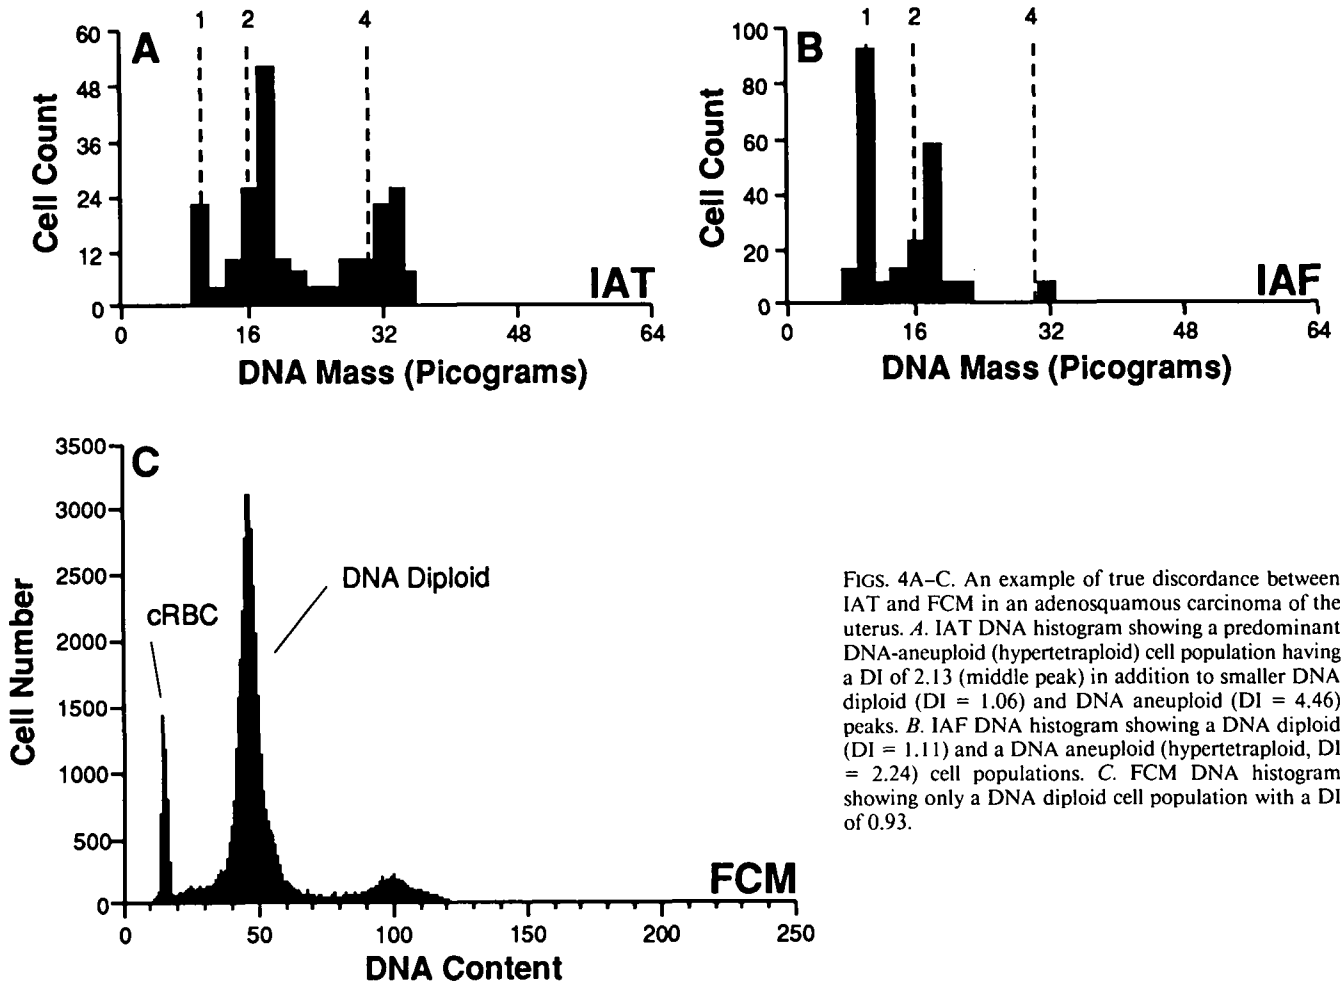 1 2 4
60
48
36
24
12
0
Cell Count
A
IAT
0 16 32 48 64
DNA Mass (Picograms)
1 2 4
100
80
60
40
20
0
Cell Count
B
IAF
0 16 32 48 64
DNA Mass (Picograms)
3500
3000
2500
2000
1500
1000
500
0
Cell Number
C
cRBC
DNA Diploid
FCM
0 50 100 150 200 250
DNA Content
FIGS. 4A–C. An example of true discordance between
IAT and FCM in an adenosquamous carcinoma of the
uterus. A. IAT DNA histogram showing a predominant
DNA-aneuploid (hypertetraploid) cell population having
a DI of 2.13 (middle peak) in addition to smaller DNA
diploid (DI = 1.06) and DNA aneuploid (DI = 4.46)
peaks. B. IAF DNA histogram showing a DNA diploid
(DI = 1.11) and a DNA aneuploid (hypertetraploid, DI
= 2.24) cell populations. C. FCM DNA histogram
showing only a DNA diploid cell population with a DI
of 0.93.